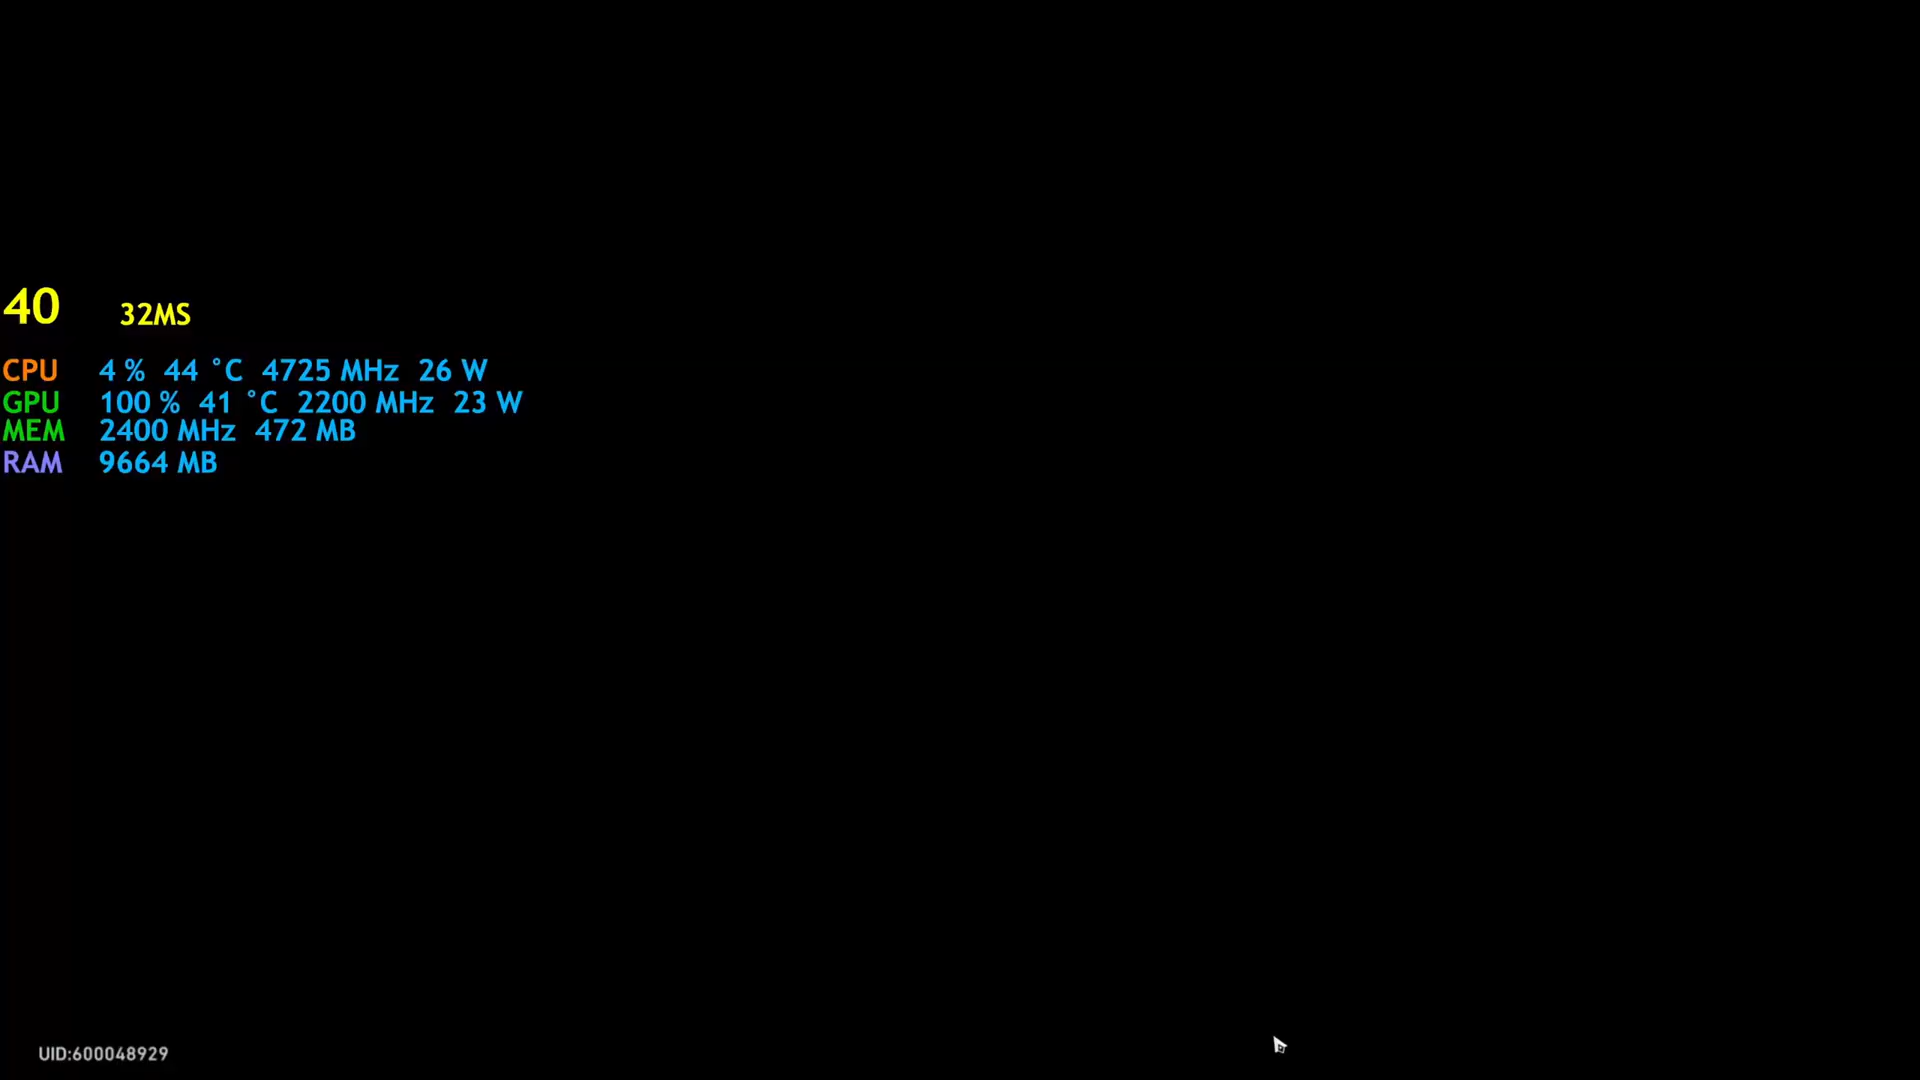 40 32MS
CPU 4 % 44 °C 4725 MHz 26 W
GPU 100 % 41 °C 2200 MHz 23 W
MEM 2400 MHz 472 MB
RAM 9664 MB
UID:600048929